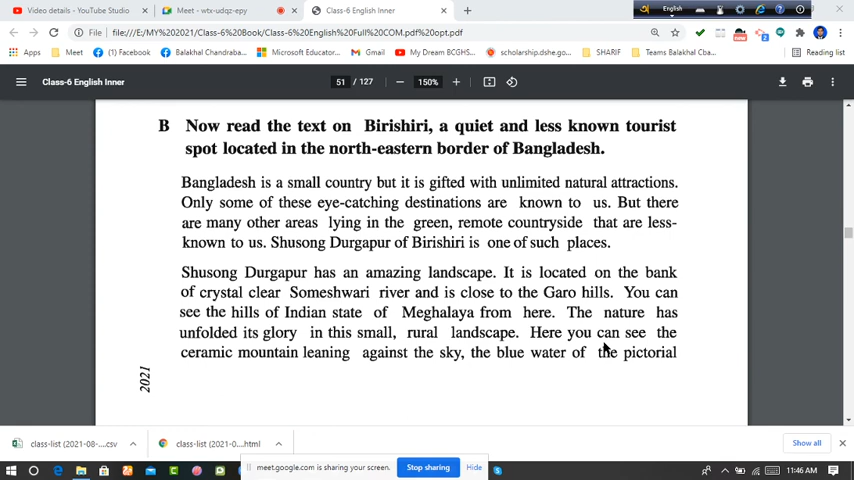 Video details - YouTube Studio
Meet - wtx-udqz-epy
Class-6 English Inner
English
File
file:///E:/MY%202021/Class-6%20Book/Class-6%20English%20Full%20COM.pdf%20opt.pdf
Apps
Meet
(1) Facebook
Balakhal Chandraba...
Microsoft Educator...
Gmail
My Dream BCGHS...
scholarship.dshe.go...
SHARIF
Teams Balakhal Cba...
Reading list
Class-6 English Inner
51 / 127
150%
B Now read the text on Birishiri, a quiet and less known tourist
spot located in the north-eastern border of Bangladesh.
Bangladesh is a small country but it is gifted with unlimited natural attractions.
Only some of these eye-catching destinations are known to us. But there
are many other areas lying in the green, remote countryside that are less-
known to us. Shusong Durgapur of Birishiri is one of such places.
Shusong Durgapur has an amazing landscape. It is located on the bank
of crystal clear Someshwari river and is close to the Garo hills. You can
see the hills of Indian state of Meghalaya from here. The nature has
unfolded its glory in this small, rural landscape. Here you can see the
ceramic mountain leaning against the sky, the blue water of the pictorial
2021
class-list (2021-08-....csv
class-list (2021-0....html
Show all
meet.google.com is sharing your screen.
Stop sharing
Hide
11:46 AM